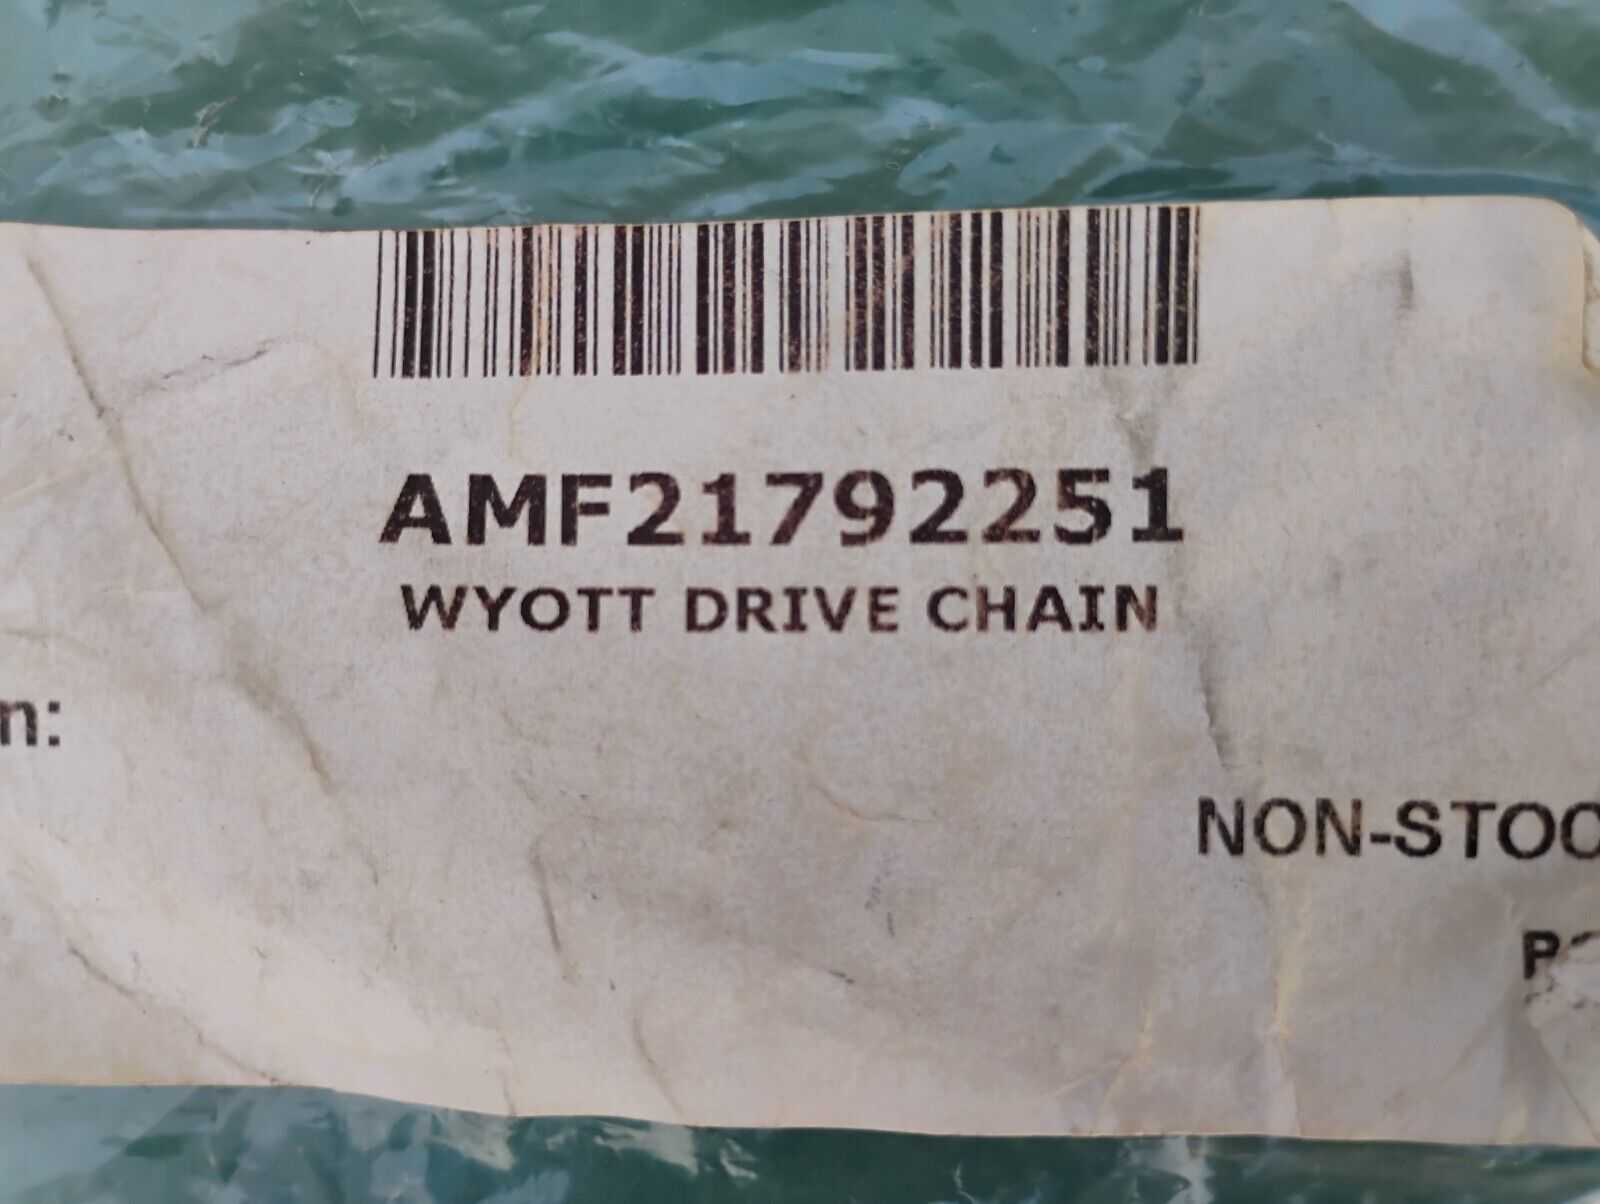 AMF21792251
WYOTT DRIVE CHAIN
n:
NON-STOC